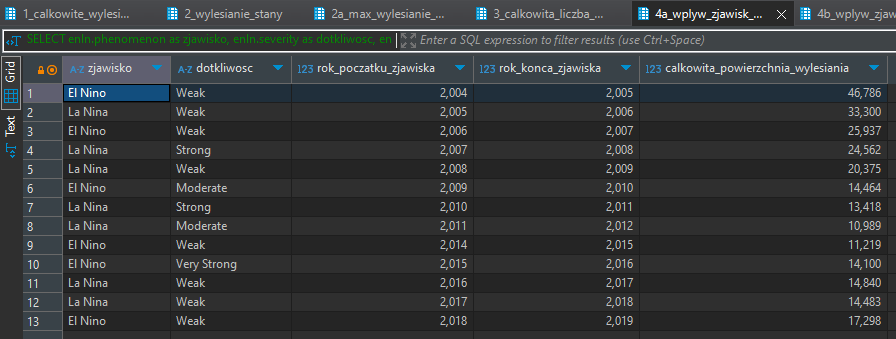 1_calkowite_wylesi... 2_wylesianie_stany 2a_max_wylesianie_... 3_calkowita_liczba_... 4a_wplyw_zjawisk_... 4b_wplyw_zjaw
SELECT enln.phenomenon as zjawisko, enln.severity as dotkliwosc, en Enter a SQL expression to filter results (use Ctrl+Space)
Grid
Text
A-Z zjawisko A-Z dotkliwosc 123 rok_poczatku_zjawiska 123 rok_konca_zjawiska 123 calkowita_powierzchnia_wylesiania
1 El Nino Weak 2,004 2,005 46,786
2 La Nina Weak 2,005 2,006 33,300
3 El Nino Weak 2,006 2,007 25,937
4 La Nina Strong 2,007 2,008 24,562
5 La Nina Weak 2,008 2,009 20,375
6 El Nino Moderate 2,009 2,010 14,464
7 La Nina Strong 2,010 2,011 13,418
8 La Nina Moderate 2,011 2,012 10,989
9 El Nino Weak 2,014 2,015 11,219
10 El Nino Very Strong 2,015 2,016 14,100
11 La Nina Weak 2,016 2,017 14,840
12 La Nina Weak 2,017 2,018 14,483
13 El Nino Weak 2,018 2,019 17,298